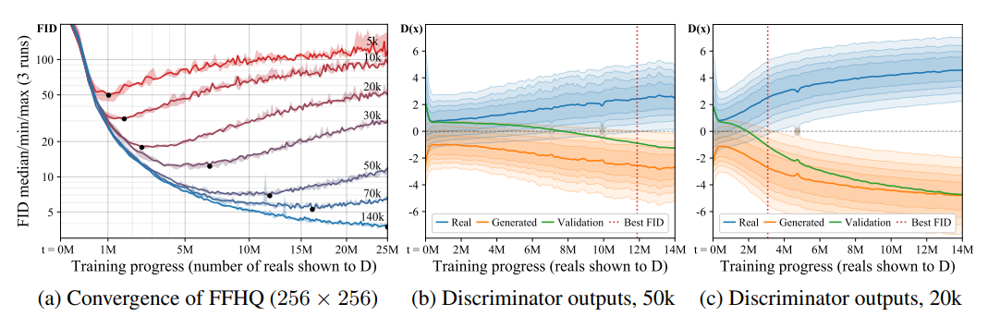 FID
100
50
20
10
5
5k
10k
20k
30k
50k
70k
140k
FID median/min/max (3 runs)
t = 0M 1M 5M 10M 15M 20M 25M
Training progress (number of reals shown to D)
(a) Convergence of FFHQ (256 × 256)
D(x)
6
4
2
0
-2
-4
-6
Real Generated Validation Best FID
t = 0M 2M 4M 6M 8M 10M 12M 14M
Training progress (reals shown to D)
(b) Discriminator outputs, 50k
D(x)
6
4
2
0
-2
-4
-6
Real Generated Validation Best FID
t = 0M 2M 4M 6M 8M 10M 12M 14M
Training progress (reals shown to D)
(c) Discriminator outputs, 20k